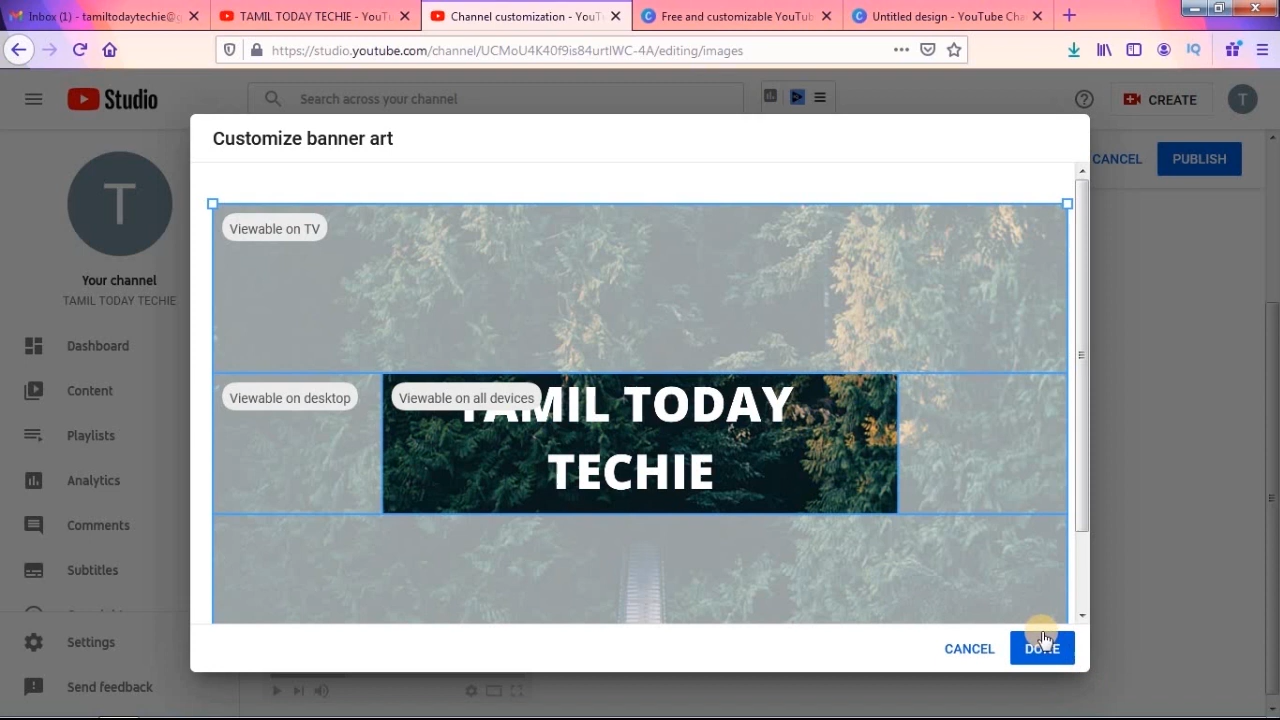 Inbox (1) - tamiltodaytechie@g
TAMIL TODAY TECHIE - YouT
Channel customization - YouT
Free and customizable YouTub
Untitled design - YouTube Cha
https://studio.youtube.com/channel/UCMoU4K40f9is84urtlWC-4A/editing/images
IQ
Studio
Search across your channel
CREATE
T
Customize banner art
CANCEL
PUBLISH
T
Your channel
TAMIL TODAY TECHIE
Dashboard
Content
Playlists
Analytics
Comments
Subtitles
Settings
Send feedback
Viewable on TV
Viewable on desktop
Viewable on all devices
TAMIL TODAY
TECHIE
CANCEL
DONE